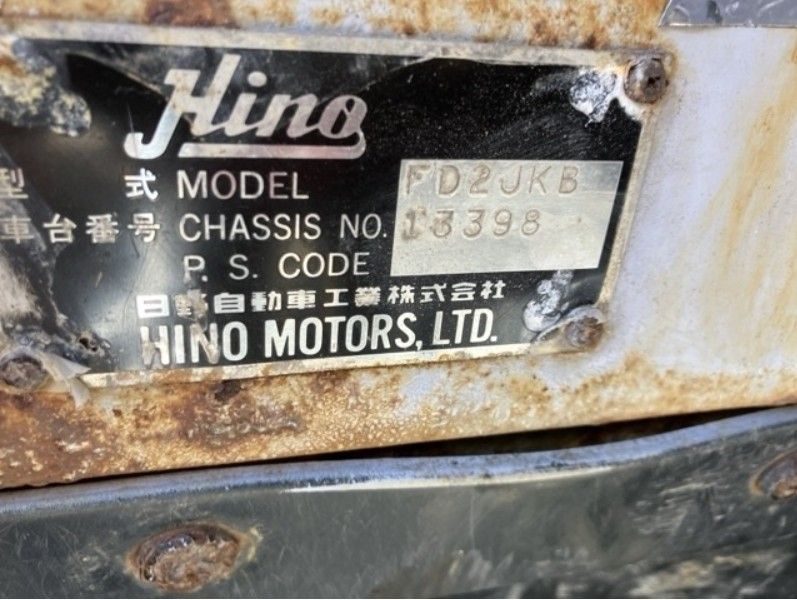 Hino
型 式 MODEL FD2JKB
車台番号 CHASSIS NO. 13398
P. S. CODE
日野自動車工業株式会社
HINO MOTORS, LTD.